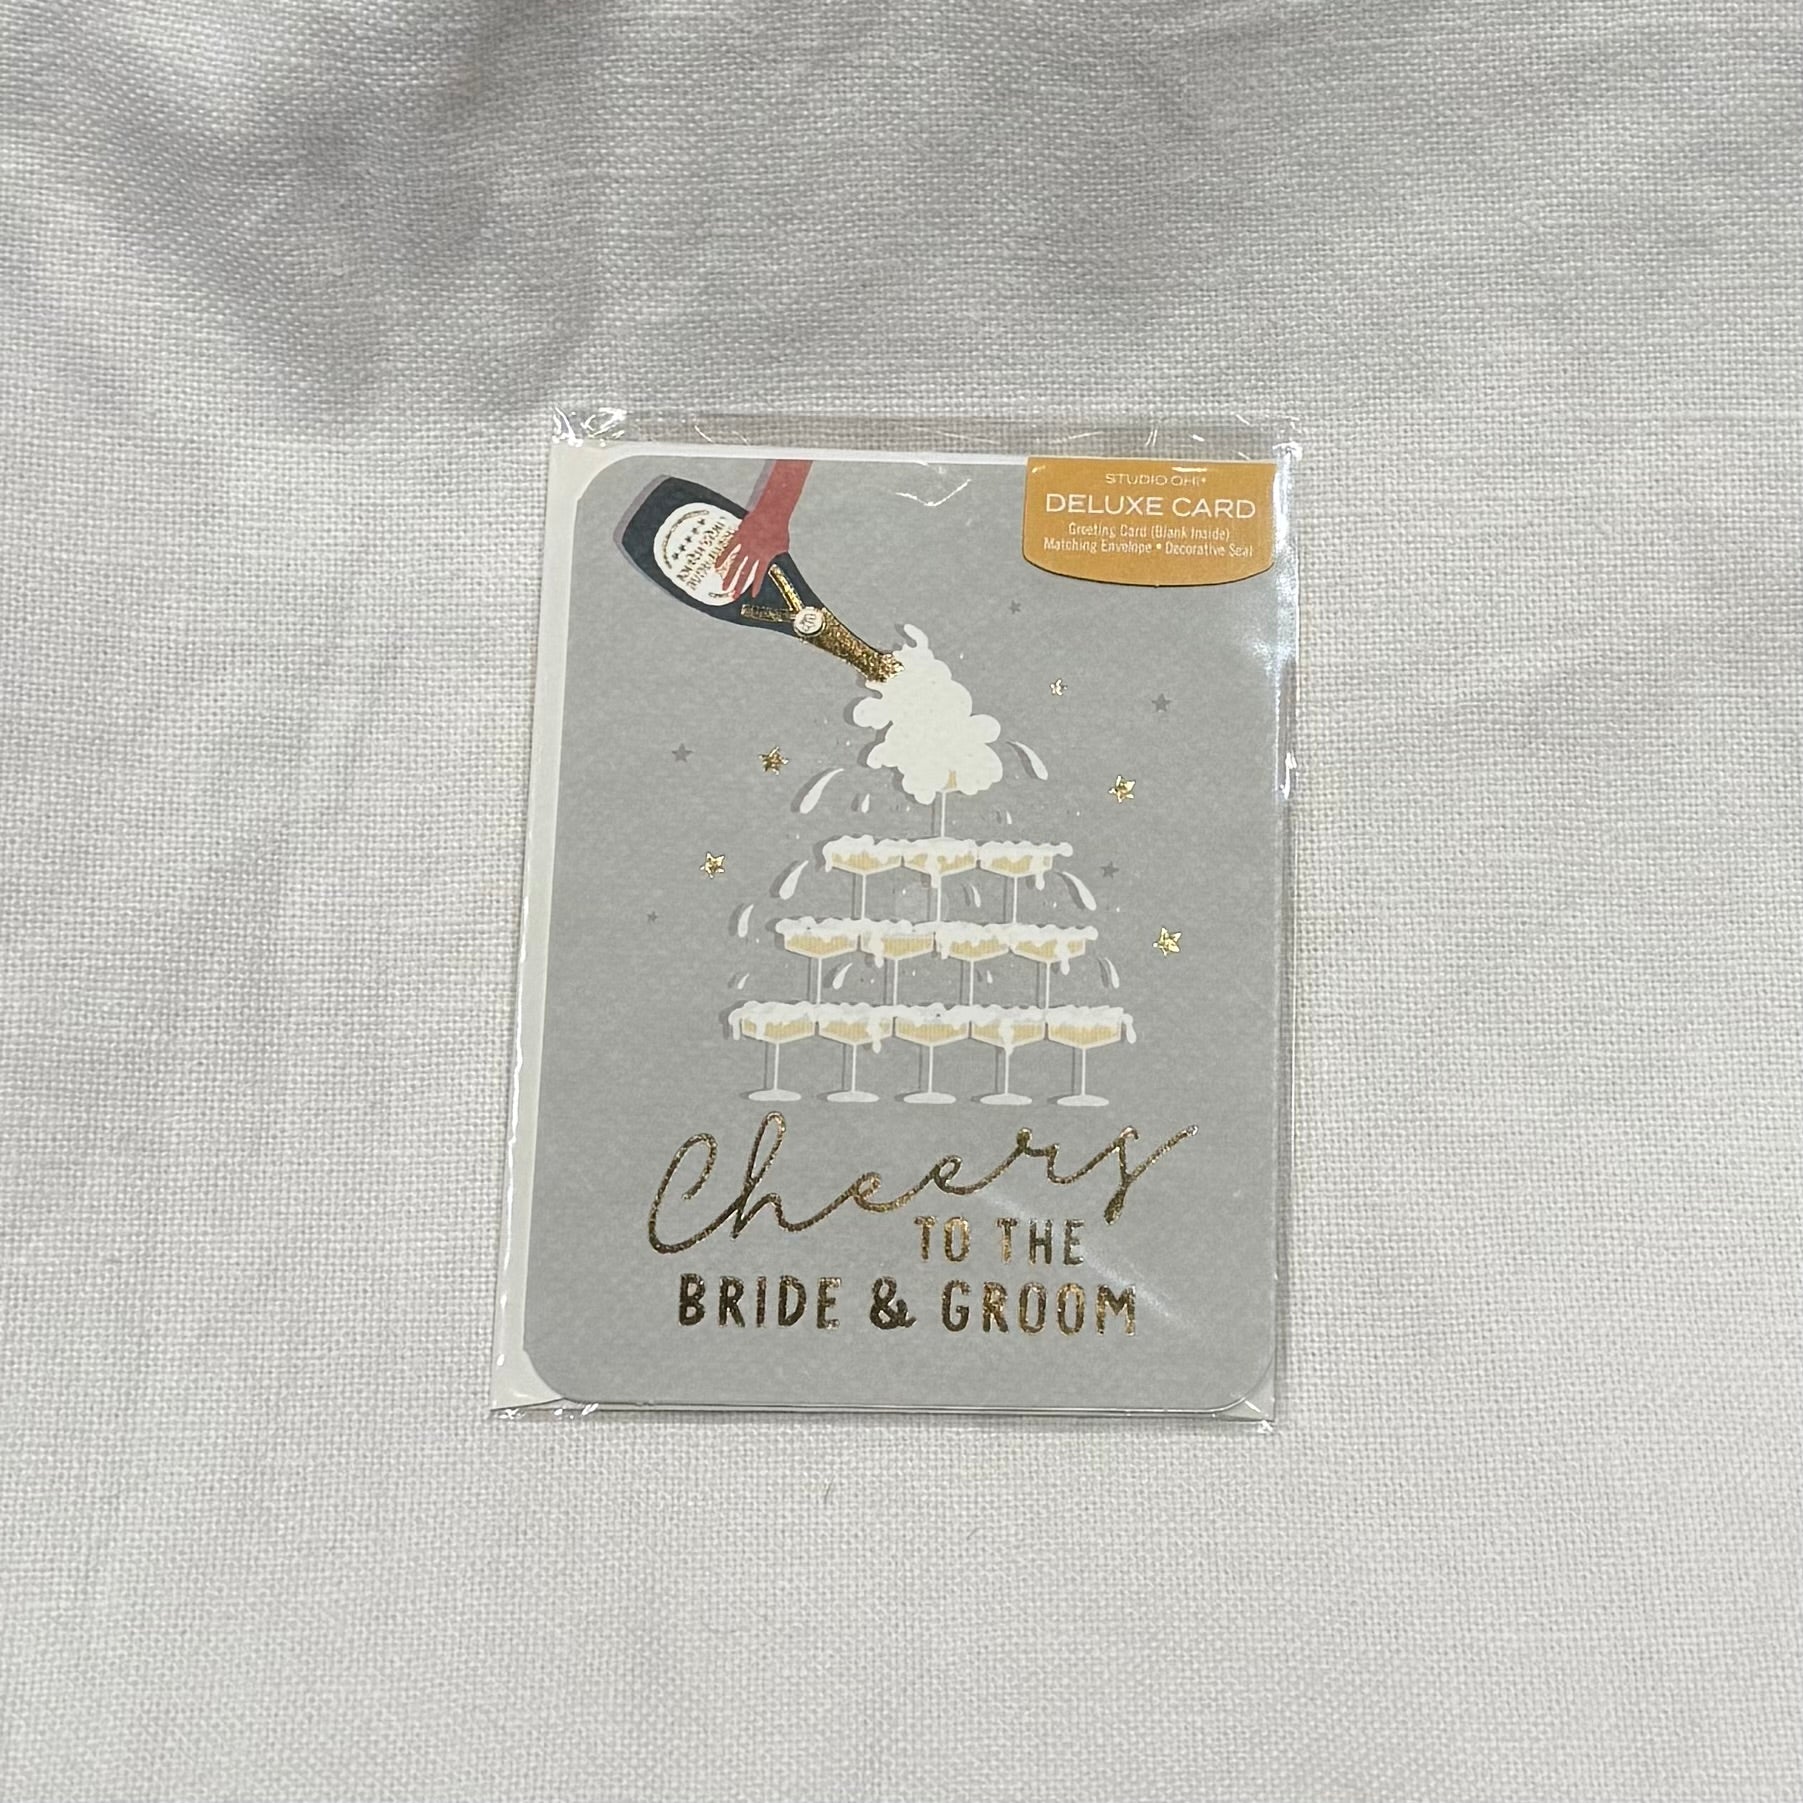 STUDIO OH!®
DELUXE CARD
Greeting Card (Blank Inside)
Matching Envelope • Decorative Seal
Cheers
TO THE
BRIDE & GROOM